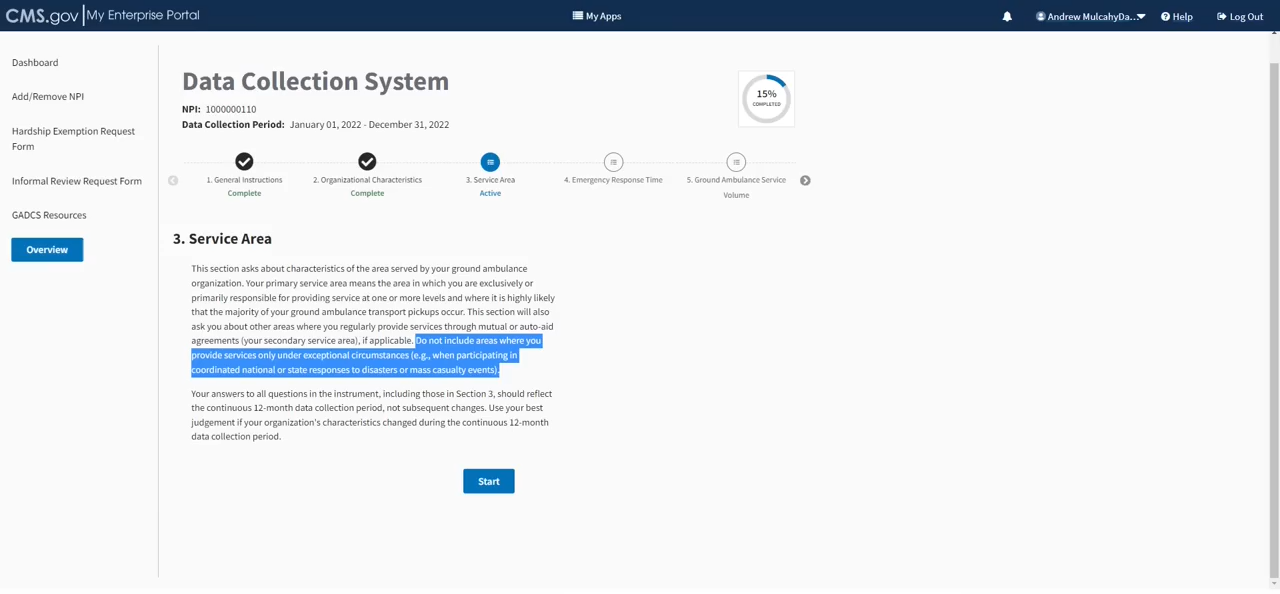 CMS.gov My Enterprise Portal
My Apps
Andrew MulcahyDa...
Help
Log Out
Dashboard
Add/Remove NPI
Hardship Exemption Request
Form
Informal Review Request Form
GADCS Resources
Overview
Data Collection System
NPI: 1000000110
Data Collection Period: January 01, 2022 - December 31, 2022
15%
COMPLETED
1. General Instructions
Complete
2. Organizational Characteristics
Complete
3. Service Area
Active
4. Emergency Response Time
5. Ground Ambulance Service
Volume
3. Service Area
This section asks about characteristics of the area served by your ground ambulance
organization. Your primary service area means the area in which you are exclusively or
primarily responsible for providing service at one or more levels and where it is highly likely
that the majority of your ground ambulance transport pickups occur. This section will also
ask you about other areas where you regularly provide services through mutual or auto-aid
agreements (your secondary service area), if applicable. Do not include areas where you
provide services only under exceptional circumstances (e.g., when participating in
coordinated national or state responses to disasters or mass casualty events).
Your answers to all questions in the instrument, including those in Section 3, should reflect
the continuous 12-month data collection period, not subsequent changes. Use your best
judgement if your organization's characteristics changed during the continuous 12-month
data collection period.
Start